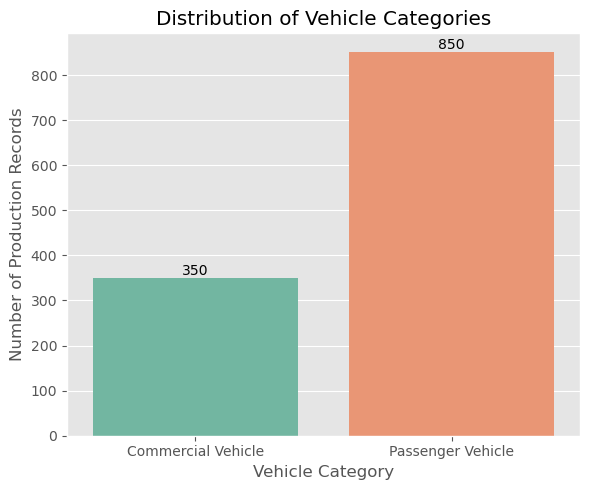 Distribution of Vehicle Categories
850
350
800
700
600
500
400
300
200
100
0
Number of Production Records
Commercial Vehicle
Passenger Vehicle
Vehicle Category